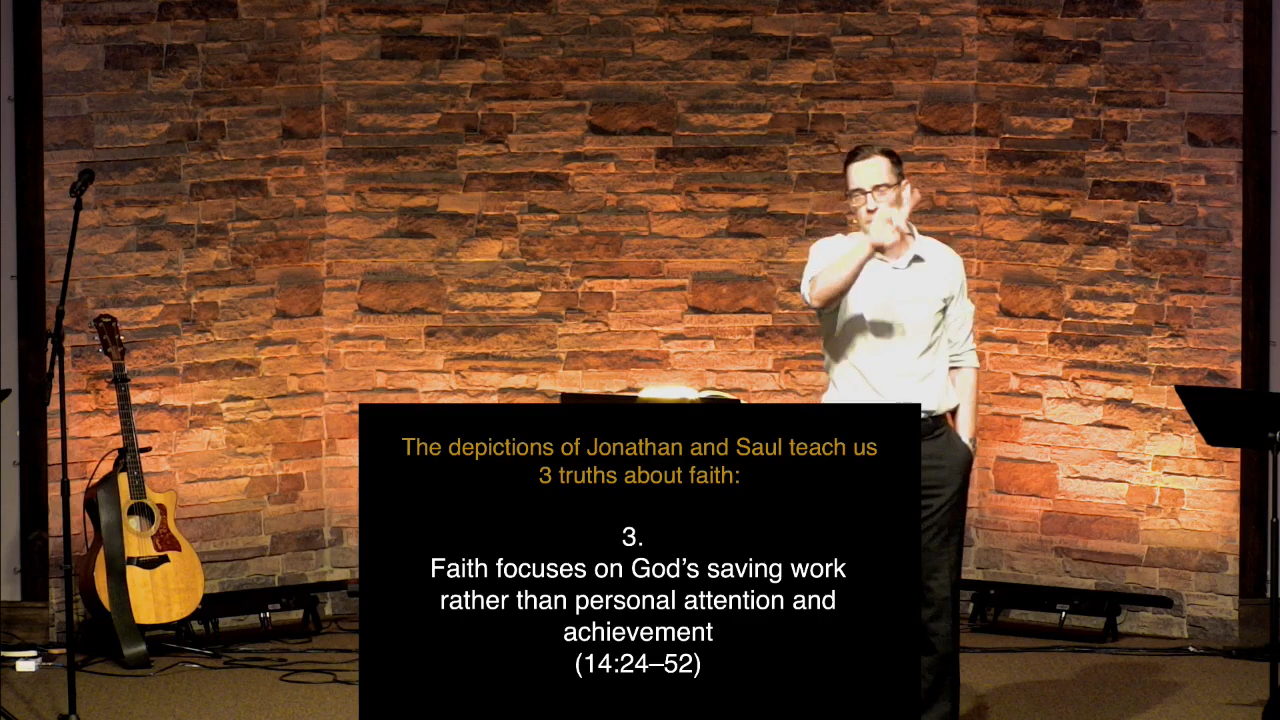 The depictions of Jonathan and Saul teach us
3 truths about faith:
3.
Faith focuses on God’s saving work
rather than personal attention and
achievement
(14:24–52)